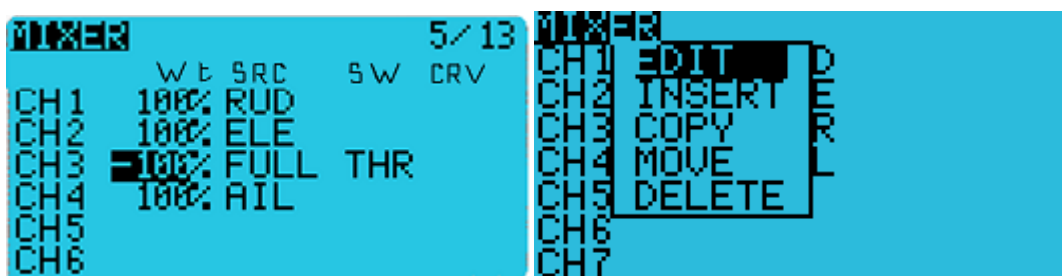 MIXER 5/13
Wt SRC SW CRV
CH1 100% RUD
CH2 100% ELE
CH3 -100% FULL THR
CH4 100% AIL
CH5
CH6
MIXER
CH1 EDIT D
CH2 INSERT E
CH3 COPY R
CH4 MOVE L
CH5 DELETE
CH6
CH7